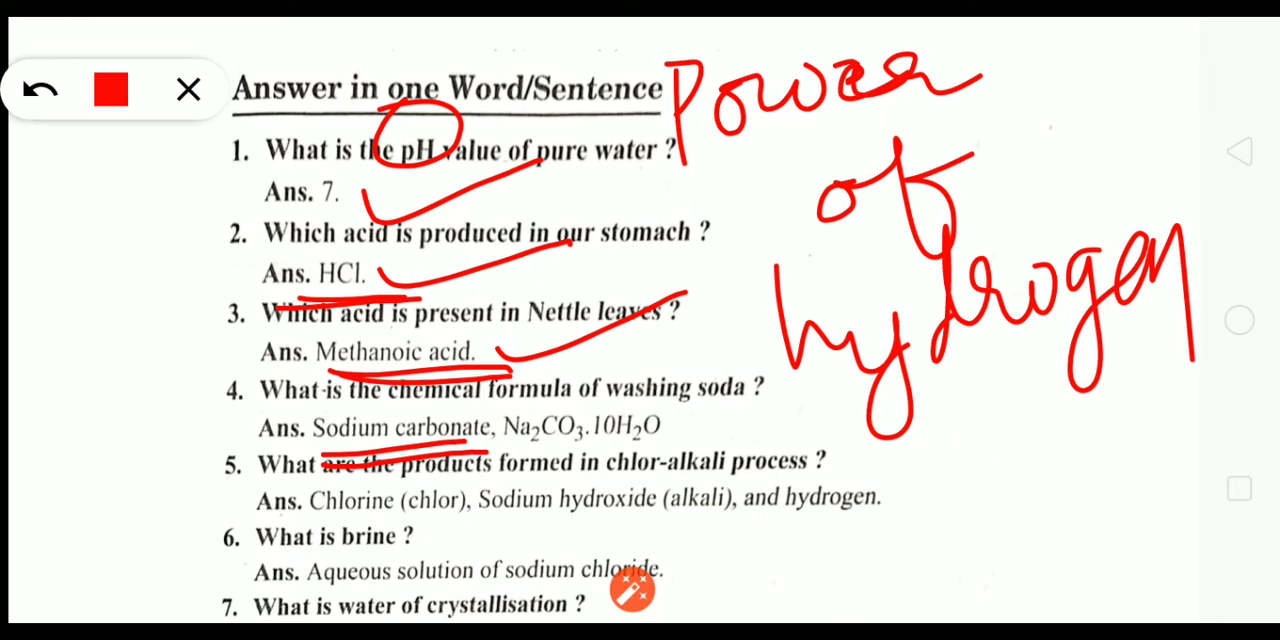 Answer in one Word/Sentence
Power
of
hydrogen
1. What is the pH value of pure water ?
Ans. 7.
2. Which acid is produced in our stomach ?
Ans. HCl.
3. Which acid is present in Nettle leaves ?
Ans. Methanoic acid.
4. What is the chemical formula of washing soda ?
Ans. Sodium carbonate, Na₂CO₃.10H₂O
5. What are the products formed in chlor-alkali process ?
Ans. Chlorine (chlor), Sodium hydroxide (alkali), and hydrogen.
6. What is brine ?
Ans. Aqueous solution of sodium chloride.
7. What is water of crystallisation ?